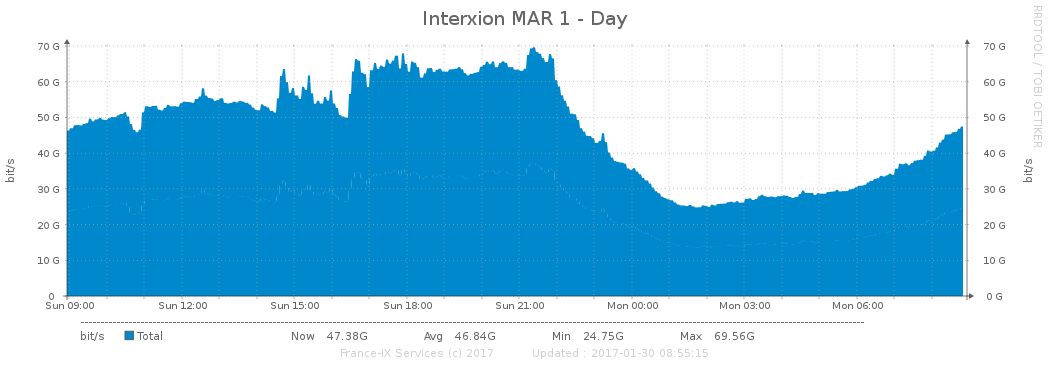 Interxion MAR 1 - Day
RRDTOOL / TOBI OETIKER
bit/s
70 G 70 G
60 G 60 G
50 G 50 G
40 G 40 G
30 G 30 G
20 G 20 G
10 G 10 G
0 0 G
bit/s
Sun 09:00 Sun 12:00 Sun 15:00 Sun 18:00 Sun 21:00 Mon 00:00 Mon 03:00 Mon 06:00
bit/s Total Now 47.38G Avg 46.84G Min 24.75G Max 69.56G
France-IX Services (c) 2017 Updated : 2017-01-30 08:55:15